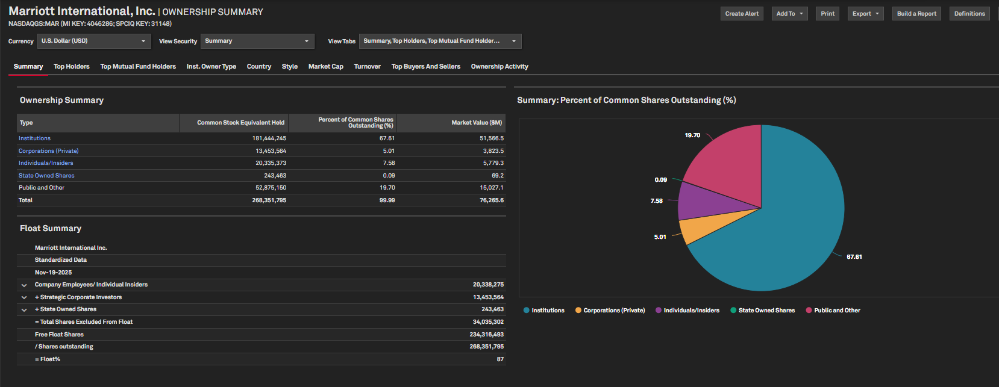 Marriott International, Inc. | OWNERSHIP SUMMARY
NASDAQGS:MAR (MI KEY: 4046286; SPCIQ KEY: 31148)
Create Alert Add To Print Export Build a Report Definitions
Currency U.S. Dollar (USD) View Security Summary View Tabs Summary, Top Holders, Top Mutual Fund Holder...
Summary Top Holders Top Mutual Fund Holders Inst. Owner Type Country Style Market Cap Turnover Top Buyers And Sellers Ownership Activity
Ownership Summary
Type Common Stock Equivalent Held Percent of Common Shares Outstanding (%) Market Value ($M)
Institutions 181,444,245 67.61 51,566.5
Corporations (Private) 13,453,564 5.01 3,823.5
Individuals/Insiders 20,335,373 7.58 5,779.3
State Owned Shares 243,463 0.09 69.2
Public and Other 52,875,150 19.70 15,027.1
Total 268,351,795 99.99 76,265.6
Float Summary
Marriott International Inc.
Standardized Data
Nov-19-2025
Company Employees/ Individual Insiders 20,338,275
+ Strategic Corporate Investors 13,453,564
+ State Owned Shares 243,463
= Total Shares Excluded From Float 34,035,302
Free Float Shares 234,316,493
/ Shares outstanding 268,351,795
= Float% 87
Summary: Percent of Common Shares Outstanding (%)
19.70
0.09
7.58
5.01
67.61
Institutions Corporations (Private) Individuals/Insiders State Owned Shares Public and Other